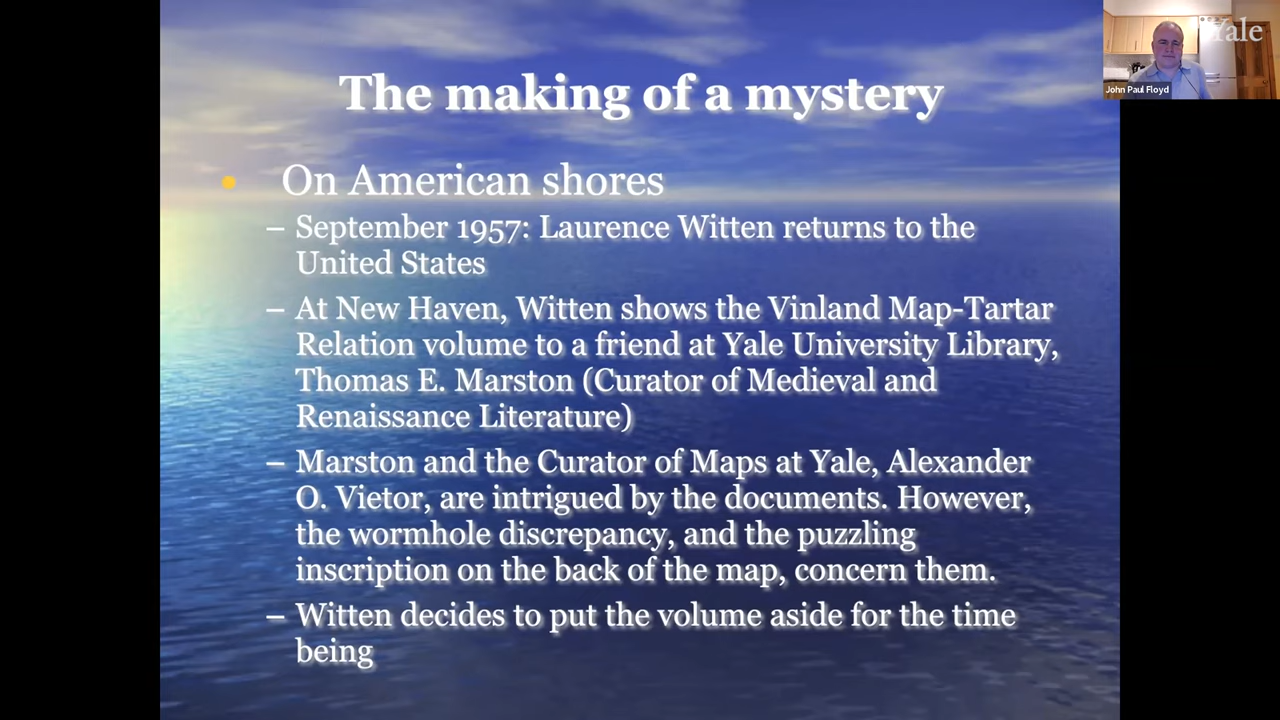 Yale
John Paul Floyd
The making of a mystery
• On American shores
– September 1957: Laurence Witten returns to the
United States
– At New Haven, Witten shows the Vinland Map-Tartar
Relation volume to a friend at Yale University Library,
Thomas E. Marston (Curator of Medieval and
Renaissance Literature)
– Marston and the Curator of Maps at Yale, Alexander
O. Vietor, are intrigued by the documents. However,
the wormhole discrepancy, and the puzzling
inscription on the back of the map, concern them.
– Witten decides to put the volume aside for the time
being